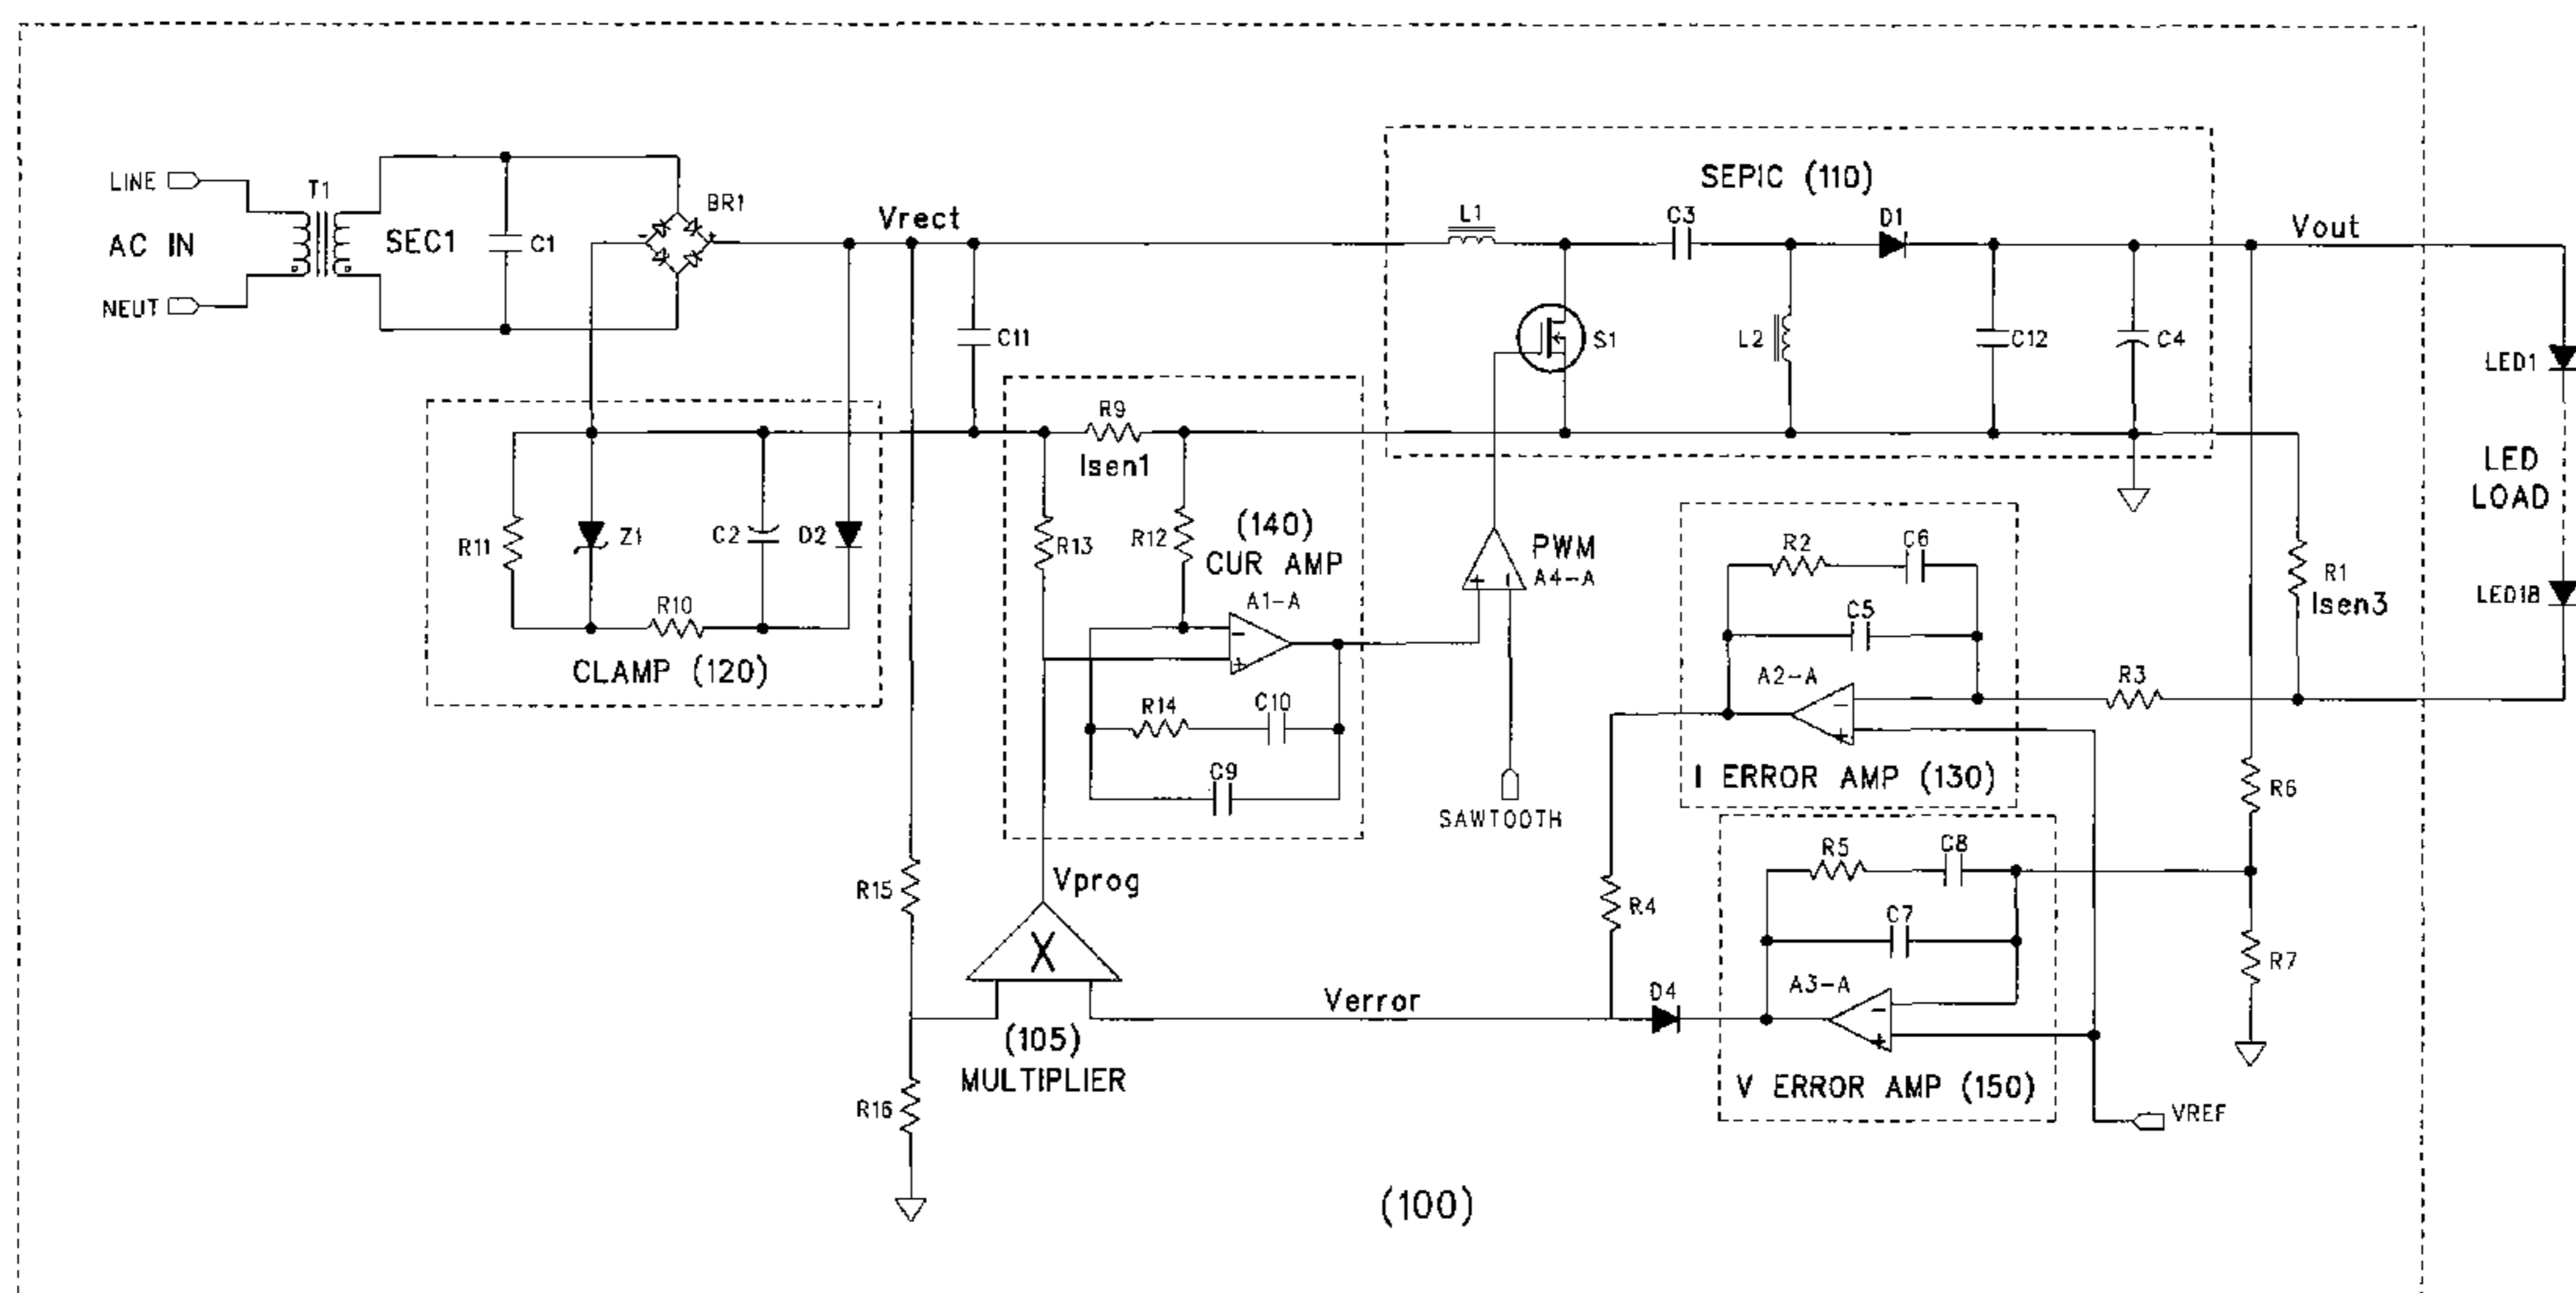 SEPIC (110)
LINE
T1
AC IN
SEC1
C1
BR1
NEUT
Vrect
L1
C3
D1
Vout
C11
S1
L2
C12
C4
LED1
LED
LOAD
LED18
R9
Isen1
R11
Z1
C2
D2
R10
CLAMP (120)
R13
R12
(140)
CUR AMP
A1-A
R14
C10
C9
PWM
A4-A
SAWTOOTH
R2
C6
C5
A2-A
I ERROR AMP (130)
R3
R1
Isen3
R6
R15
Vprog
X
(105)
MULTIPLIER
R16
Verror
R4
D4
R5
C8
C7
A3-A
V ERROR AMP (150)
R7
VREF
(100)